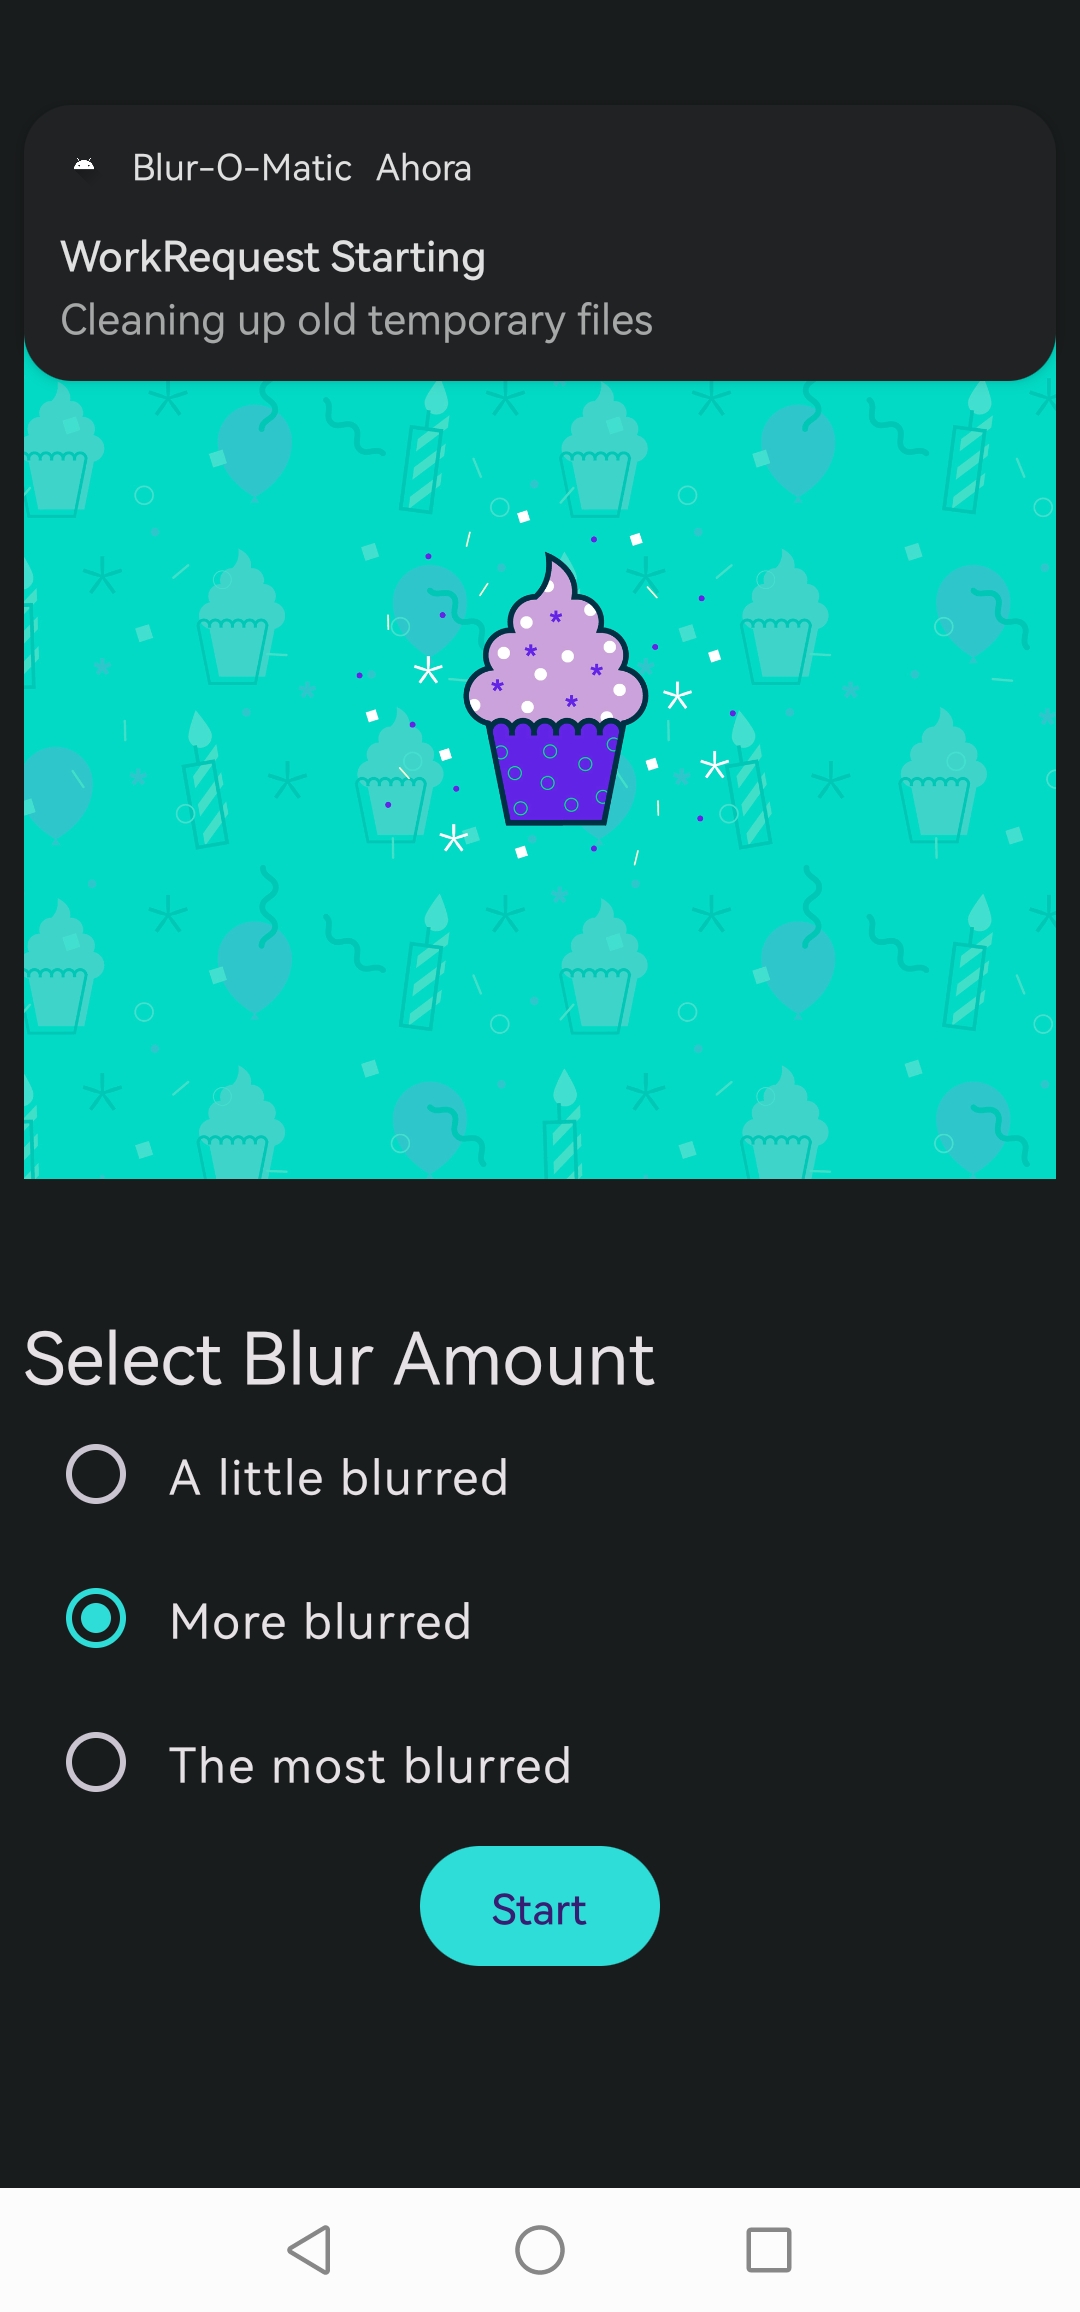 Blur-O-Matic Ahora
WorkRequest Starting
Cleaning up old temporary files
Select Blur Amount
A little blurred
More blurred
The most blurred
Start